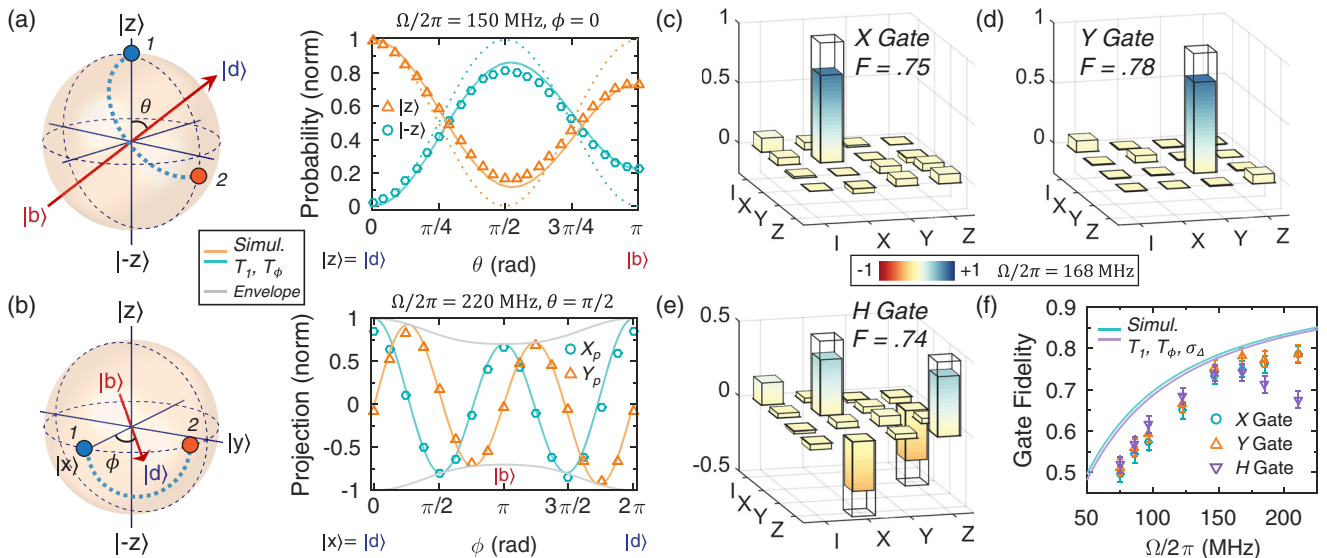 (a)
|z⟩
1
|d⟩
θ
2
|b⟩
|-z⟩
Ω/2π = 150 MHz, ϕ = 0
Probability (norm)
1
0.8
0.6
0.4
0.2
0
|z⟩
|-z⟩
0
π/4
π/2
3π/4
π
|z⟩= |d⟩
θ (rad)
|b⟩
Simul.
T1, Tϕ
Envelope
(b)
|z⟩
|b⟩
1
2
|y⟩
|x⟩
ϕ
|d⟩
|-z⟩
Ω/2π = 220 MHz, θ = π/2
Projection (norm)
1
0.5
0
-0.5
-1
Xp
Yp
|b⟩
0
π/2
π
3π/2
2π
|x⟩= |d⟩
ϕ (rad)
|d⟩
(c)
1
0.5
0
X Gate
F = .75
I
X
Y
Z
I
X
Y
Z
(d)
1
0.5
0
Y Gate
F = .78
I
X
Y
Z
I
X
Y
Z
-1
+1
Ω/2π = 168 MHz
(e)
0.5
0
-0.5
H Gate
F = .74
I
X
Y
Z
I
X
Y
Z
(f)
0.9
0.8
0.7
0.6
0.5
Gate Fidelity
Simul.
T1, Tϕ, σΔ
X Gate
Y Gate
H Gate
50
100
150
200
Ω/2π (MHz)